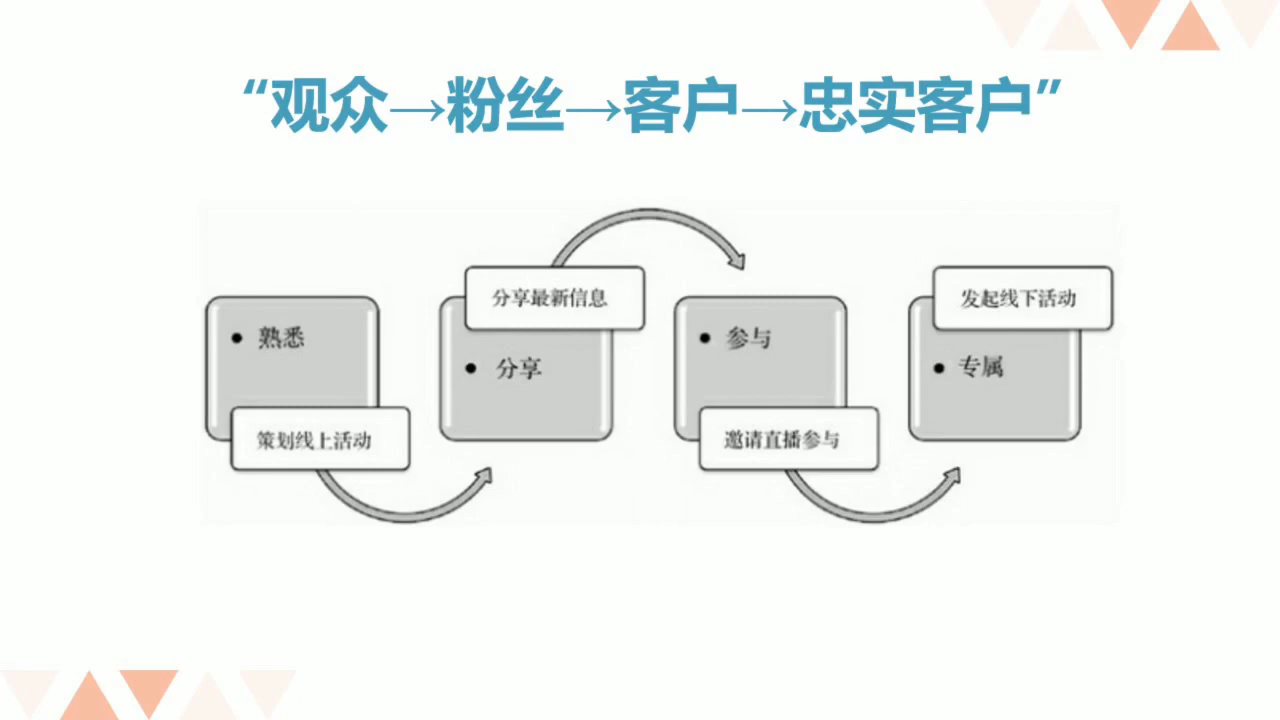 “观众→粉丝→客户→忠实客户”
• 熟悉
策划线上活动
分享最新信息
• 分享
• 参与
邀请直播参与
发起线下活动
• 专属